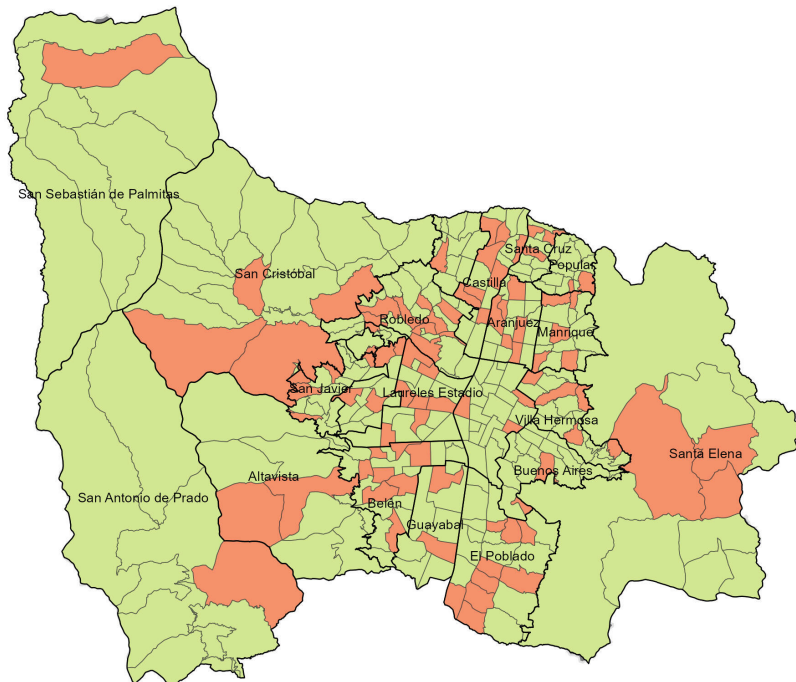 San Sebastián de Palmitas
San Cristóbal
Santa Cruz
Popular
Castilla
Robledo
Aranjuez
Manrique
San Javier
Laureles Estadio
Villa Hermosa
Santa Elena
Buenos Aires
Altavista
San Antonio de Prado
Belén
Guayabal
El Poblado